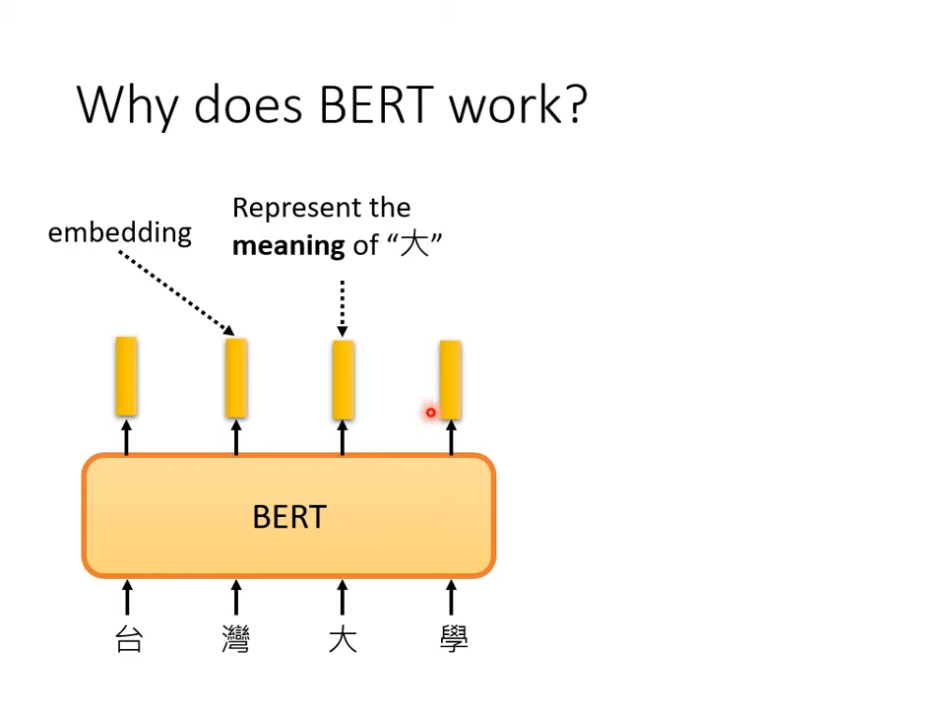 Why does BERT work?
embedding
Represent the
meaning of “大”
BERT
台 灣 大 學